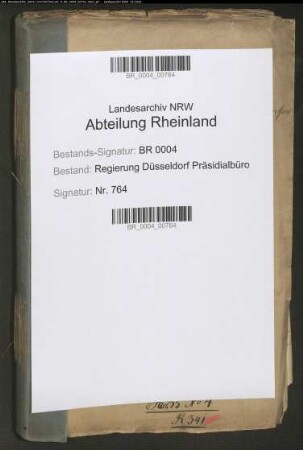 BR_0004_00764
Landesarchiv NRW
Abteilung Rheinland
Bestands-Signatur: BR 0004
Bestand: Regierung Düsseldorf Präsidialbüro
Signatur: Nr. 764
BR_0004_00764